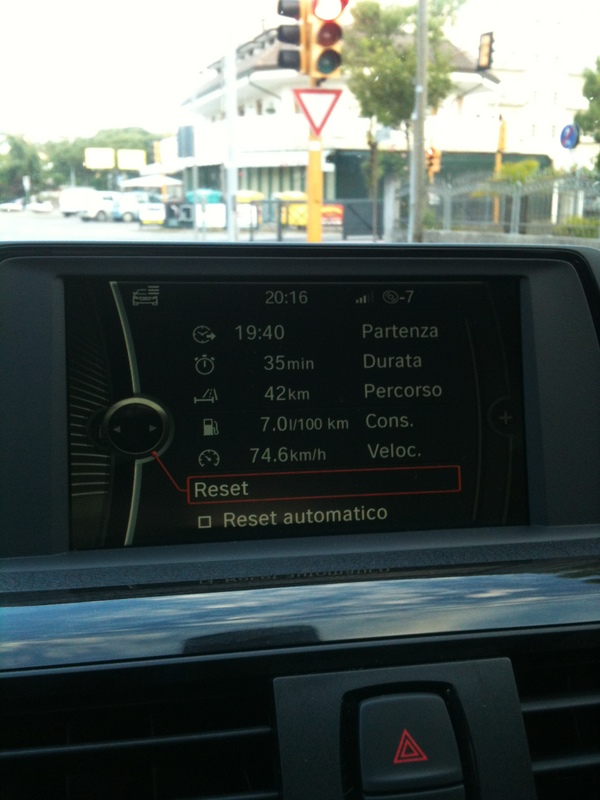 20:16 -7
19:40 Partenza
35min Durata
42km Percorso
7.0l/100 km Cons.
74.6km/h Veloc.
Reset
Reset automatico